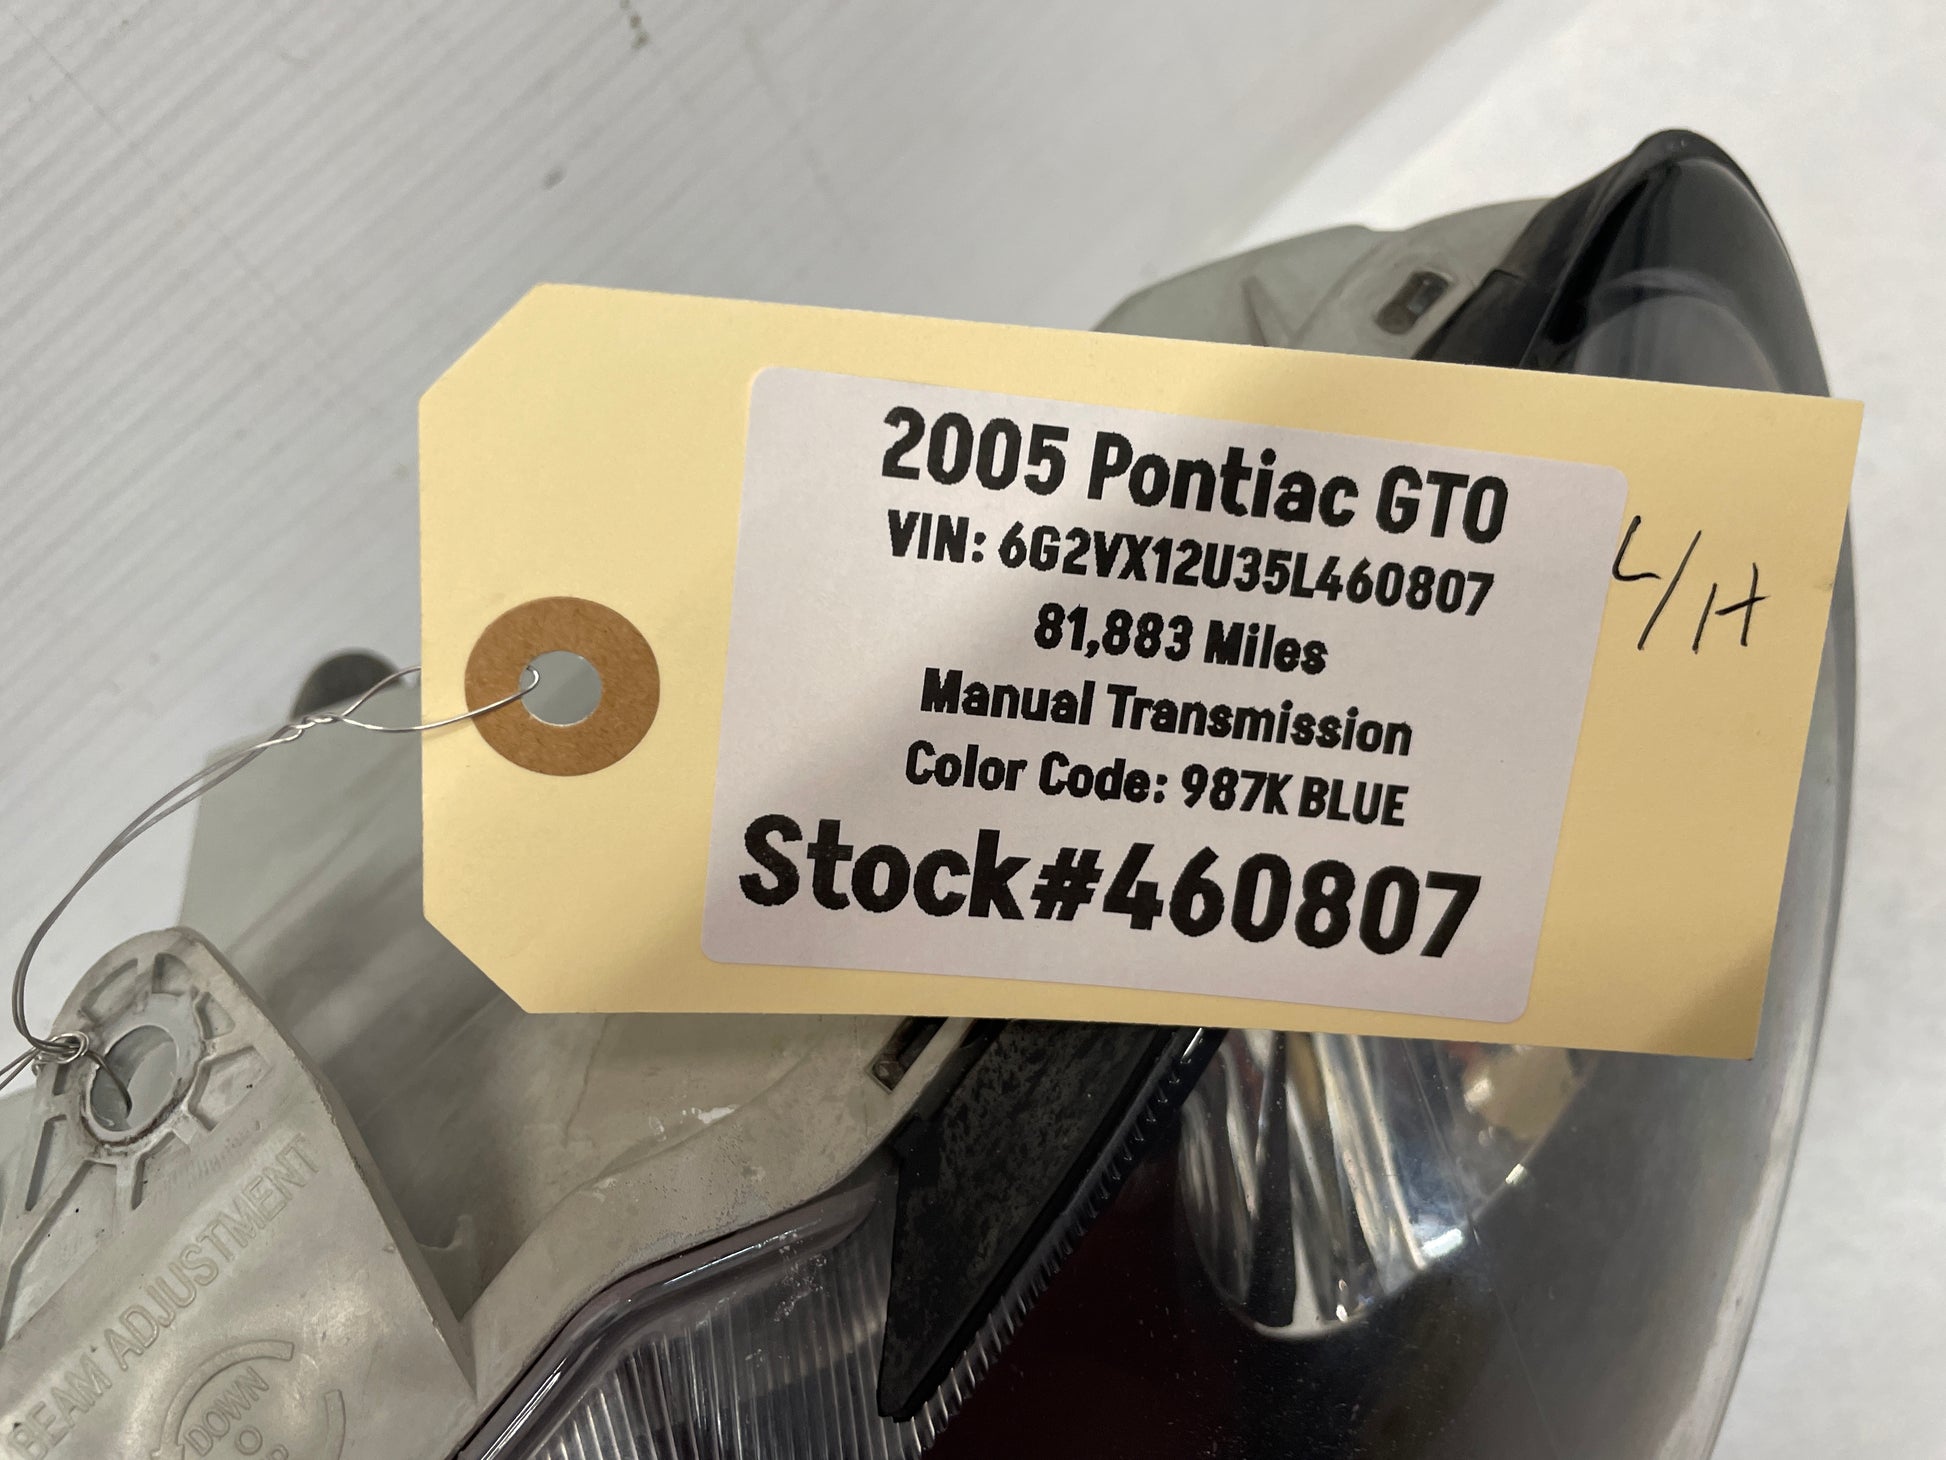 2005 Pontiac GTO
VIN: 6G2VX12U35L460807
81,883 Miles
Manual Transmission
Color Code: 987K BLUE
Stock#460807
L/H
BEAM ADJUSTMENT
DOWN